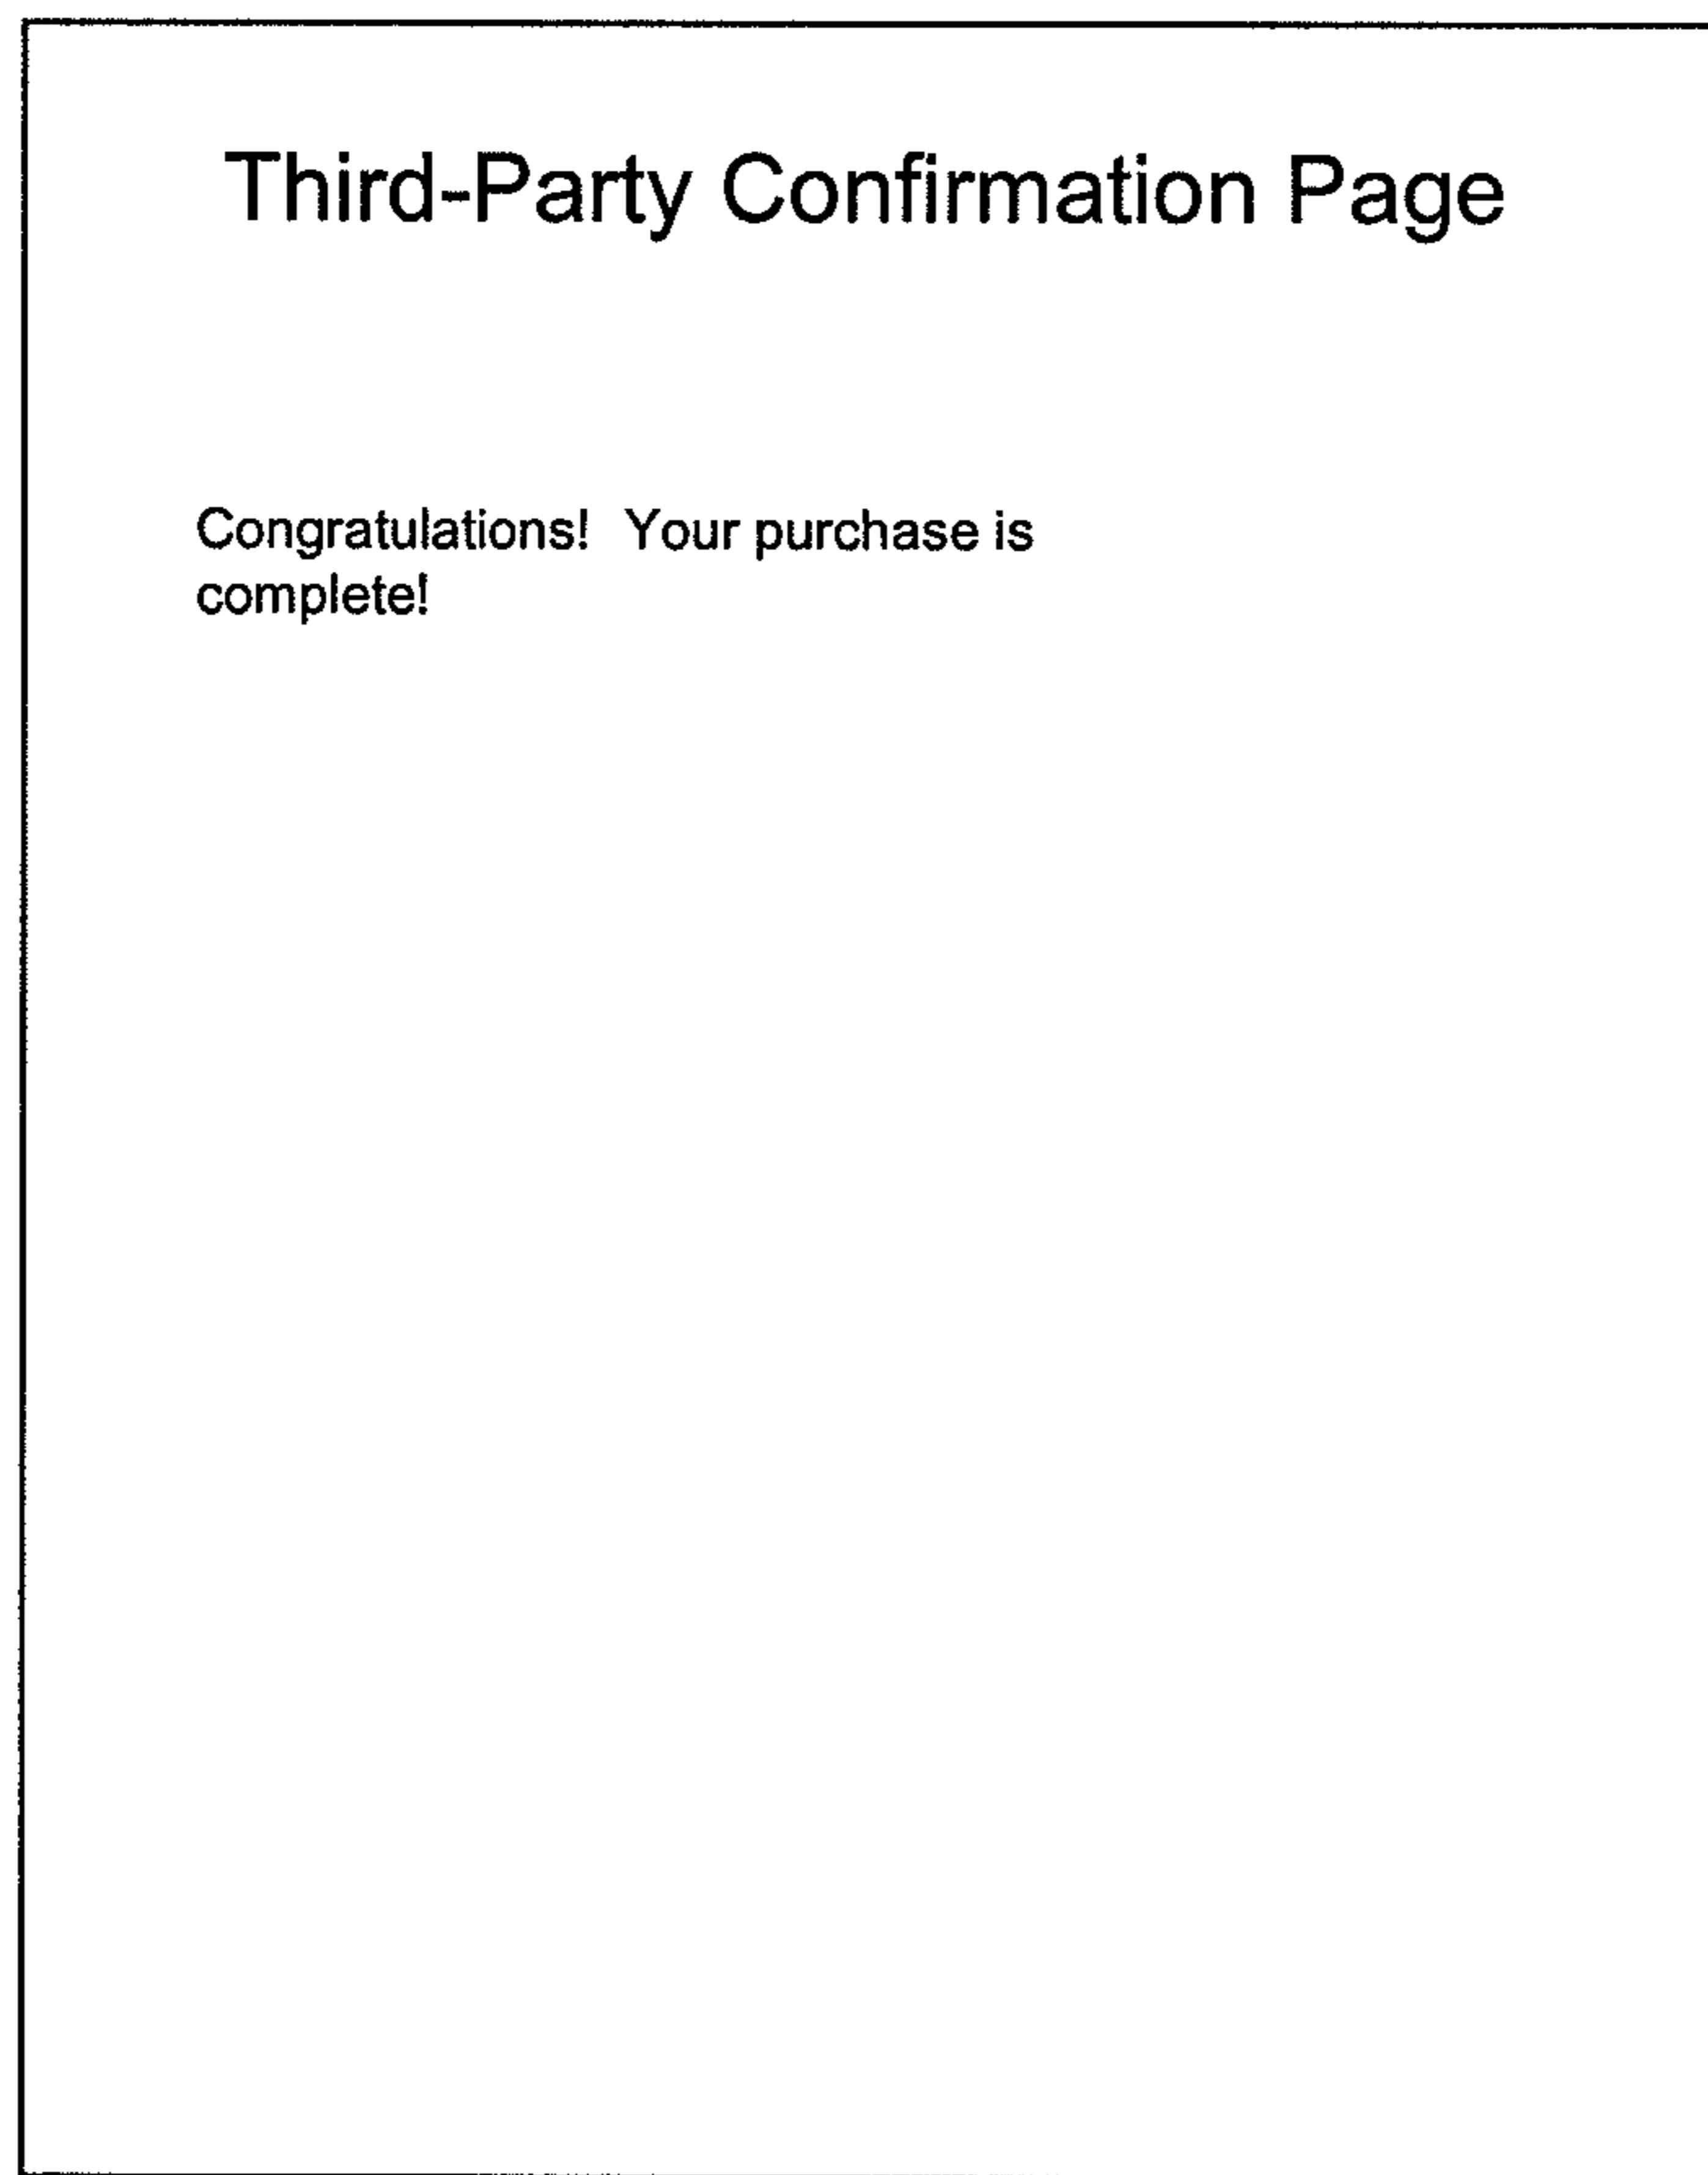 Third-Party Confirmation Page
Congratulations!  Your purchase is
complete!